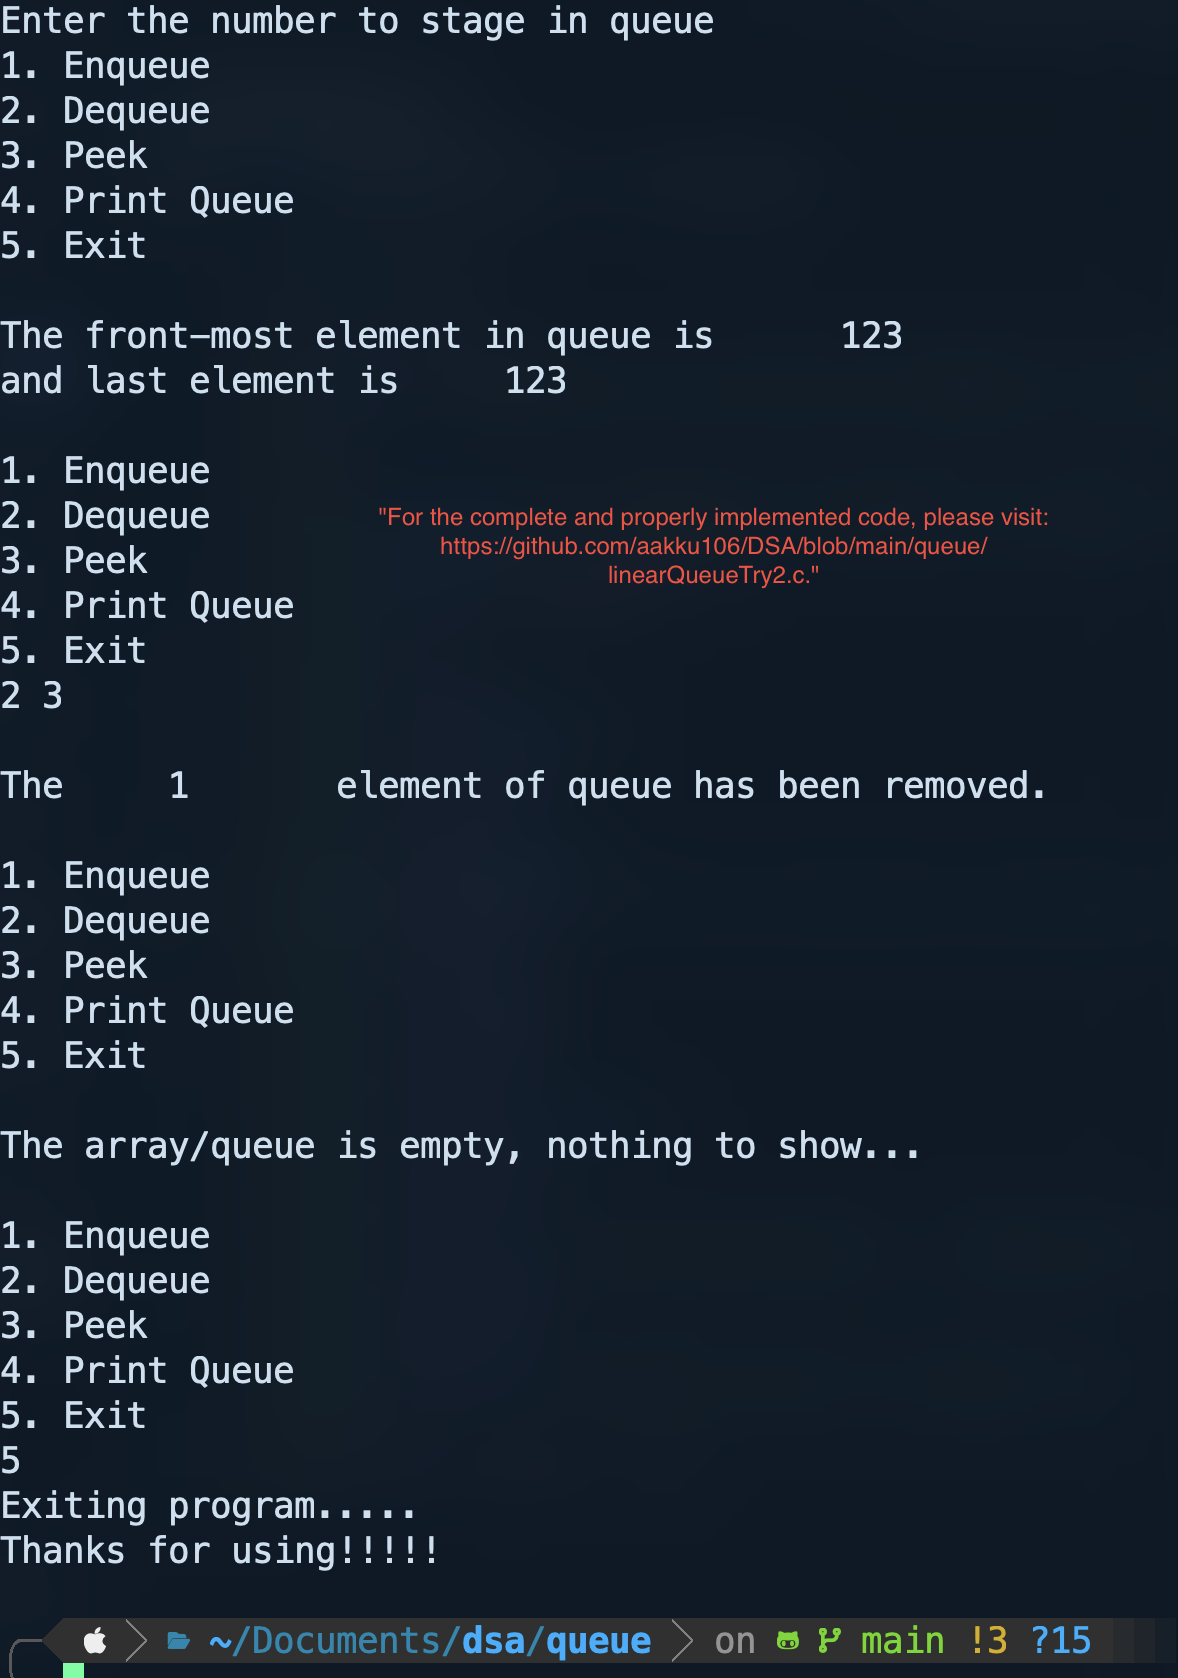 Enter the number to stage in queue
1. Enqueue
2. Dequeue
3. Peek
4. Print Queue
5. Exit
The front-most element in queue is 123
and last element is 123
1. Enqueue
2. Dequeue
3. Peek
4. Print Queue
5. Exit
"For the complete and properly implemented code, please visit:
https://github.com/aakku106/DSA/blob/main/queue/
linearQueueTry2.c."
2 3
The 1 element of queue has been removed.
1. Enqueue
2. Dequeue
3. Peek
4. Print Queue
5. Exit
The array/queue is empty, nothing to show...
1. Enqueue
2. Dequeue
3. Peek
4. Print Queue
5. Exit
5
Exiting program.....
Thanks for using!!!!!
~/Documents/dsa/queue on main !3 ?15